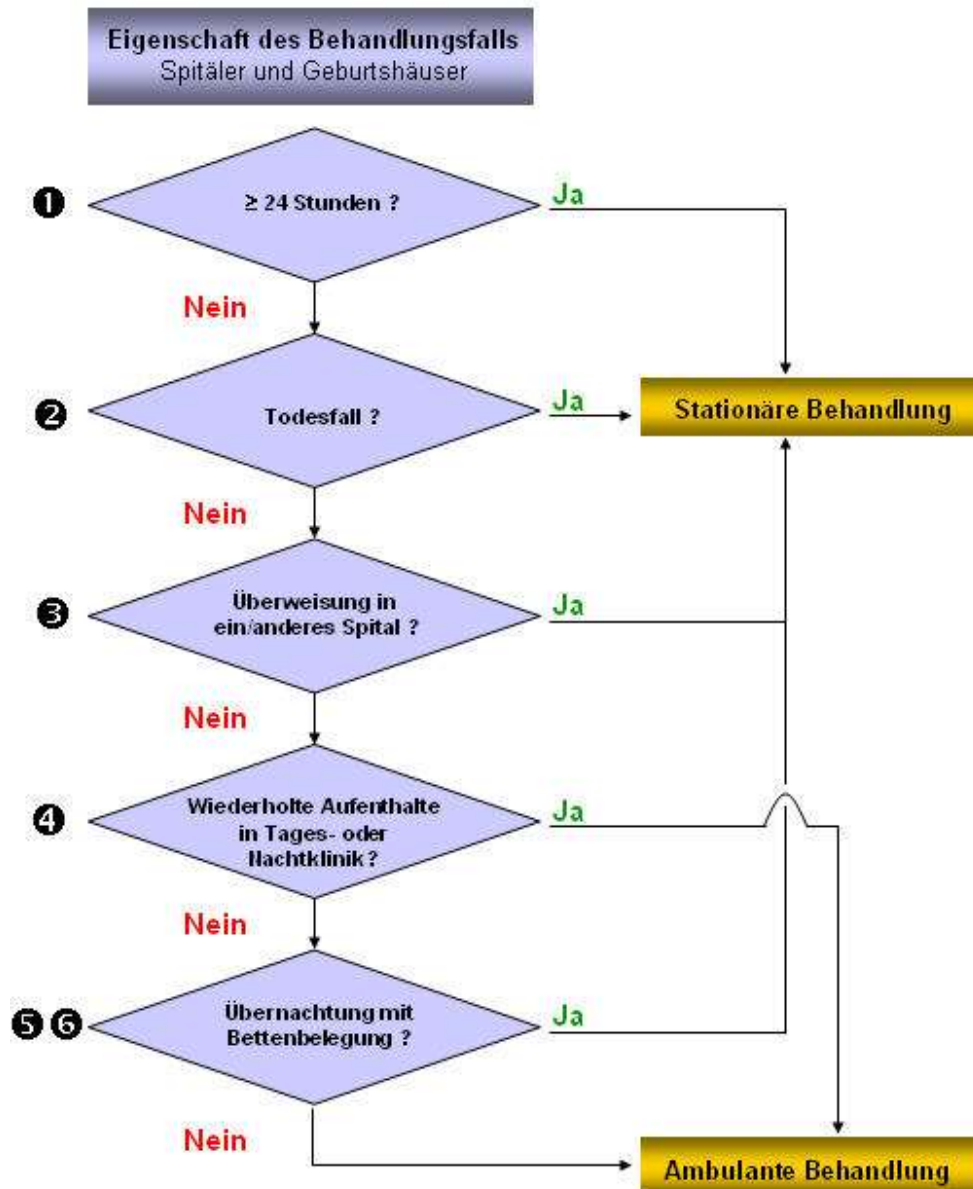 Eigenschaft des Behandlungsfalls
Spitäler und Geburtshäuser
❶
≥ 24 Stunden ?
Ja
Nein
❷
Todesfall ?
Ja
Stationäre Behandlung
Nein
❸
Überweisung in
ein/anderes Spital ?
Ja
Nein
❹
Wiederholte Aufenthalte
in Tages- oder
Nachtklinik ?
Ja
Nein
❺ ❻
Übernachtung mit
Bettenbelegung ?
Ja
Nein
Ambulante Behandlung